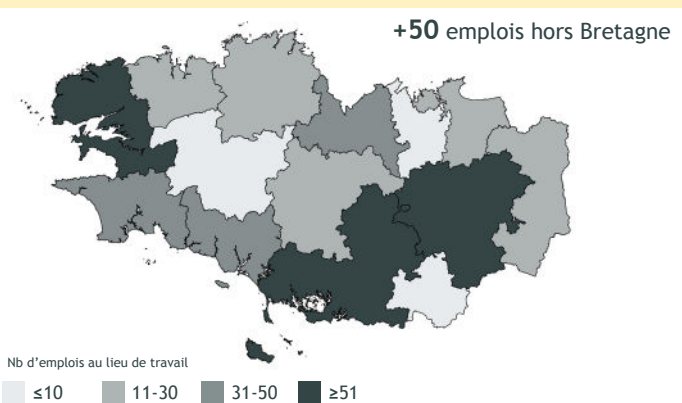 +50 emplois hors Bretagne
Nb d'emplois au lieu de travail
≤10
11-30
31-50
≥51